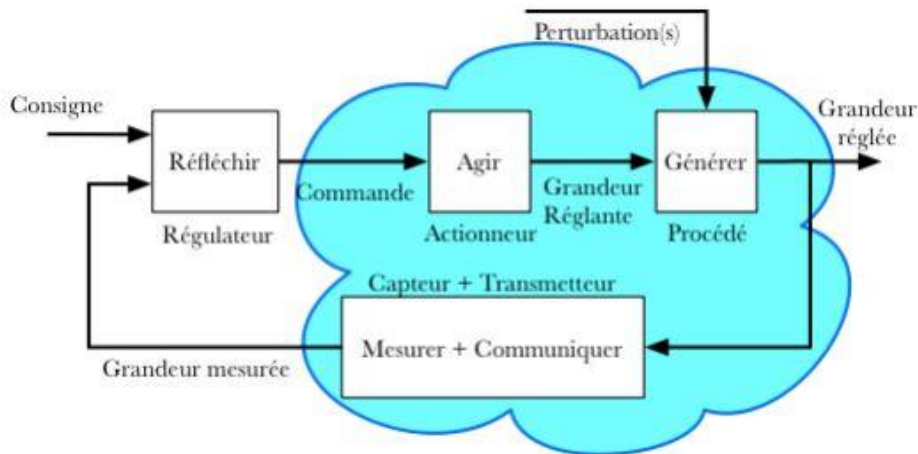 Perturbation(s)
Consigne
Grandeur
réglée
Réfléchir
Agir
Générer
Commande
Grandeur
Réglante
Régulateur
Actionneur
Procédé
Capteur + Transmetteur
Mesurer + Communiquer
Grandeur mesurée